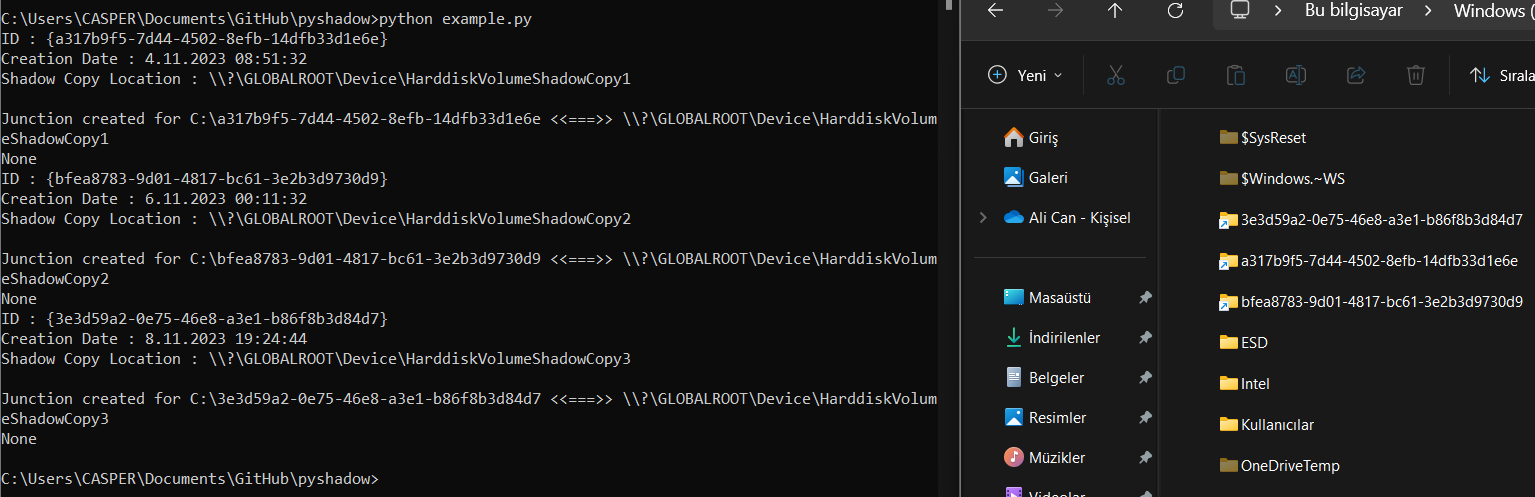 C:\Users\CASPER\Documents\GitHub\pyshadow>python example.py
ID : {a317b9f5-7d44-4502-8efb-14dfb33d1e6e}
Creation Date : 4.11.2023 08:51:32
Shadow Copy Location : \\?\GLOBALROOT\Device\HarddiskVolumeShadowCopy1
Junction created for C:\a317b9f5-7d44-4502-8efb-14dfb33d1e6e <<===>> \\?\GLOBALROOT\Device\HarddiskVolum
eShadowCopy1
None
ID : {bfea8783-9d01-4817-bc61-3e2b3d9730d9}
Creation Date : 6.11.2023 00:11:32
Shadow Copy Location : \\?\GLOBALROOT\Device\HarddiskVolumeShadowCopy2
Junction created for C:\bfea8783-9d01-4817-bc61-3e2b3d9730d9 <<===>> \\?\GLOBALROOT\Device\HarddiskVolum
eShadowCopy2
None
ID : {3e3d59a2-0e75-46e8-a3e1-b86f8b3d84d7}
Creation Date : 8.11.2023 19:24:44
Shadow Copy Location : \\?\GLOBALROOT\Device\HarddiskVolumeShadowCopy3
Junction created for C:\3e3d59a2-0e75-46e8-a3e1-b86f8b3d84d7 <<===>> \\?\GLOBALROOT\Device\HarddiskVolum
eShadowCopy3
None
C:\Users\CASPER\Documents\GitHub\pyshadow>
Bu bilgisayar > Windows (
Yeni
Sırala
Giriş
Galeri
Ali Can - Kişisel
Masaüstü
İndirilenler
Belgeler
Resimler
Müzikler
Videolar
$SysReset
$Windows.~WS
3e3d59a2-0e75-46e8-a3e1-b86f8b3d84d7
a317b9f5-7d44-4502-8efb-14dfb33d1e6e
bfea8783-9d01-4817-bc61-3e2b3d9730d9
ESD
Intel
Kullanıcılar
OneDriveTemp